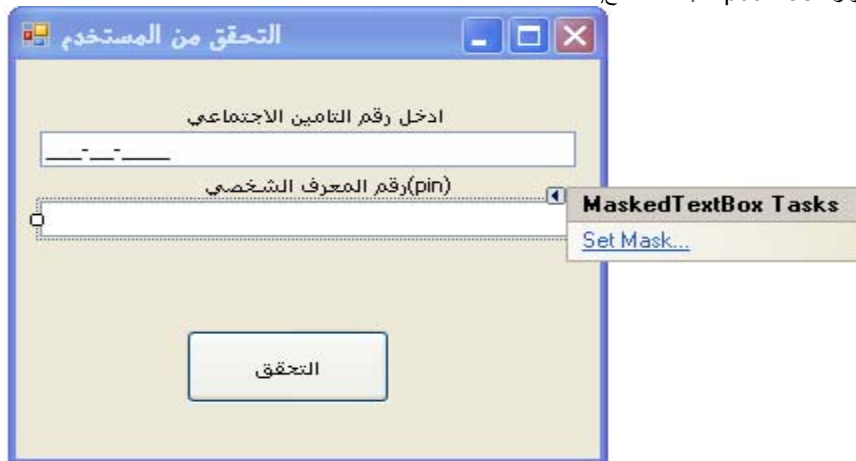 التحقق من المستخدم
ادخل رقم التامين الاجتماعي
___-__-____
(pin)رقم المعرف الشخصي
MaskedTextBox Tasks
Set Mask...
التحقق